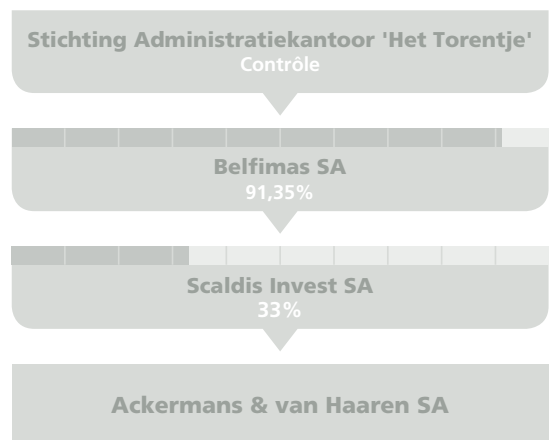 Stichting Administratiekantoor 'Het Torentje'
Contrôle
Belfimas SA
91,35%
Scaldis Invest SA
33%
Ackermans & van Haaren SA